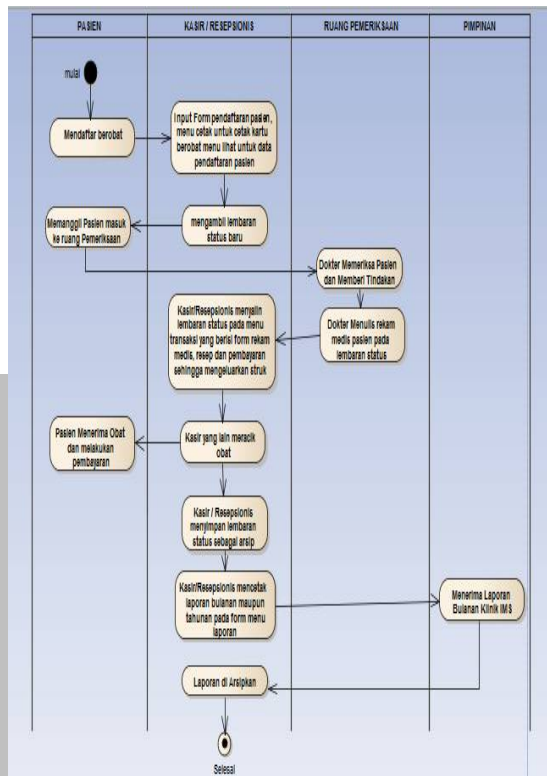 PASIEN
KASIR / RESEPSIONIS
RUANG PEMERIKSAAN
PIMPINAN
mulai
Mendaftar berobat
Input Form pendaftaran pasien,
menu cetak untuk cetak kartu
berobat menu lihat untuk data
pendaftaran pasien
Memanggil Pasien masuk
ke ruang Pemeriksaan
mengambil lembaran
status baru
Dokter Memeriksa Pasien
dan Memberi Tindakan
Kasir/Resepsionis menyalin
lembaran status pada menu
transaksi yang berisi form rekam
medis, resep dan pembayaran
sehingga mengeluarkan struk
Dokter Menulis rekam
medis pasien pada
lembaran status
Pasien Menerima Obat
dan melakukan
pembayaran
Kasir yang lain meracik
obat
Kasir / Resepsionis
menyimpan lembaran
status sebagai arsip
Kasir/Resepsionis mencetak
laporan bulanan maupun
tahunan pada form menu
laporan
Menerima Laporan
Bulanan Klinik IMS
Laporan di Arsipkan
Selesai